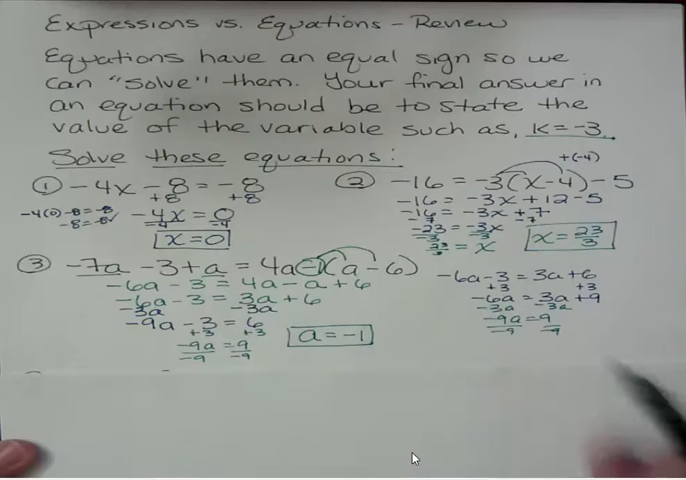 Expressions vs. Equations - Review
Equations have an equal sign so we
can "solve" them. Your final answer in
an equation should be to state the
value of the variable such as, k = -3.
Solve these equations:
① -4x - 8 = -8
+8 +8
-4(0) - 8 = -8
-8 = -8 ✓
-4x = 0
-4 -4
x = 0
② -16 = -3(x - 4) - 5
+(-4)
-16 = -3x + 12 - 5
-16 = -3x + 7
-7 -7
-23 = -3x
-3 -3
23/3 = x
x = 23/3
③ -7a - 3 + a = 4a - (a - 6)
-6a - 3 = 4a - a + 6
-6a - 3 = 3a + 6
-3a -3a
-9a - 3 = 6
+3 +3
-9a = 9
-9 -9
a = -1
-6a - 3 = 3a + 6
+3 +3
-6a = 3a + 9
-3a -3a
-9a = 9
-9 -9